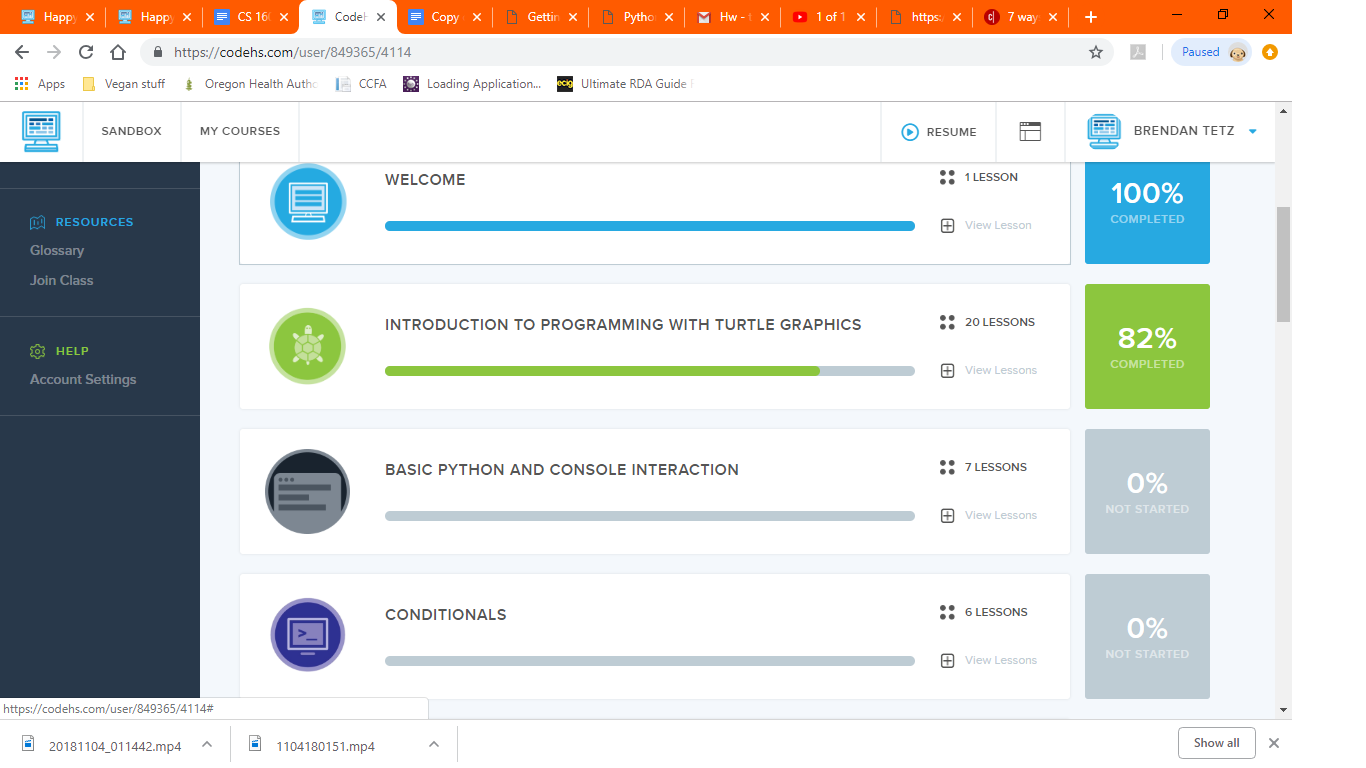 Happy
Happy
CS 160
CodeH
Copy
Gettin
Pytho
Hw -
1 of 1
https:
7 way
https://codehs.com/user/849365/4114
Paused
Apps
Vegan stuff
Oregon Health Autho
CCFA
Loading Application...
Ultimate RDA Guide
SANDBOX
MY COURSES
RESUME
BRENDAN TETZ
RESOURCES
Glossary
Join Class
HELP
Account Settings
WELCOME
1 LESSON
View Lesson
100%
COMPLETED
INTRODUCTION TO PROGRAMMING WITH TURTLE GRAPHICS
20 LESSONS
View Lessons
82%
COMPLETED
BASIC PYTHON AND CONSOLE INTERACTION
7 LESSONS
View Lessons
0%
NOT STARTED
CONDITIONALS
6 LESSONS
View Lessons
0%
NOT STARTED
https://codehs.com/user/849365/4114#
20181104_011442.mp4
1104180151.mp4
Show all